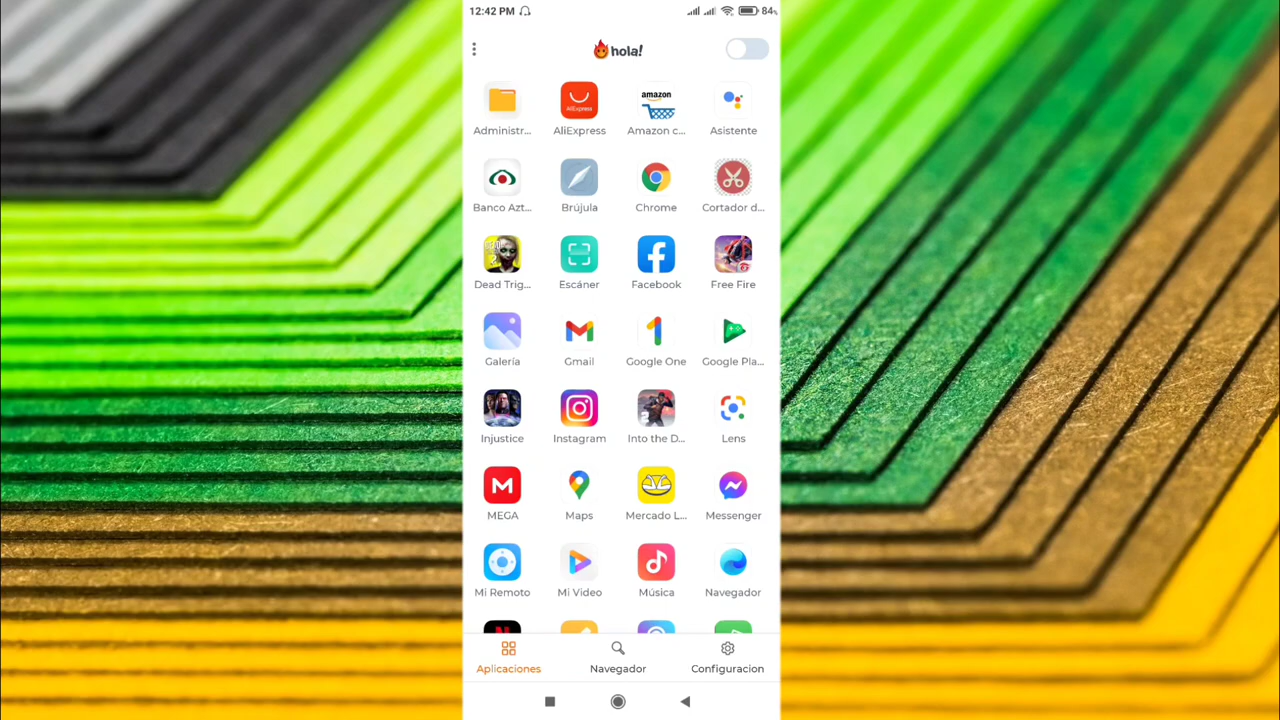 12:42 PM 84%
hola!
Administr... AliExpress Amazon c... Asistente
Banco Azt... Brújula Chrome Cortador d...
Dead Trig... Escáner Facebook Free Fire
Galería Gmail Google One Google Pla...
Injustice Instagram Into the D... Lens
MEGA Maps Mercado L... Messenger
Mi Remoto Mi Video Música Navegador
Aplicaciones Navegador Configuracion